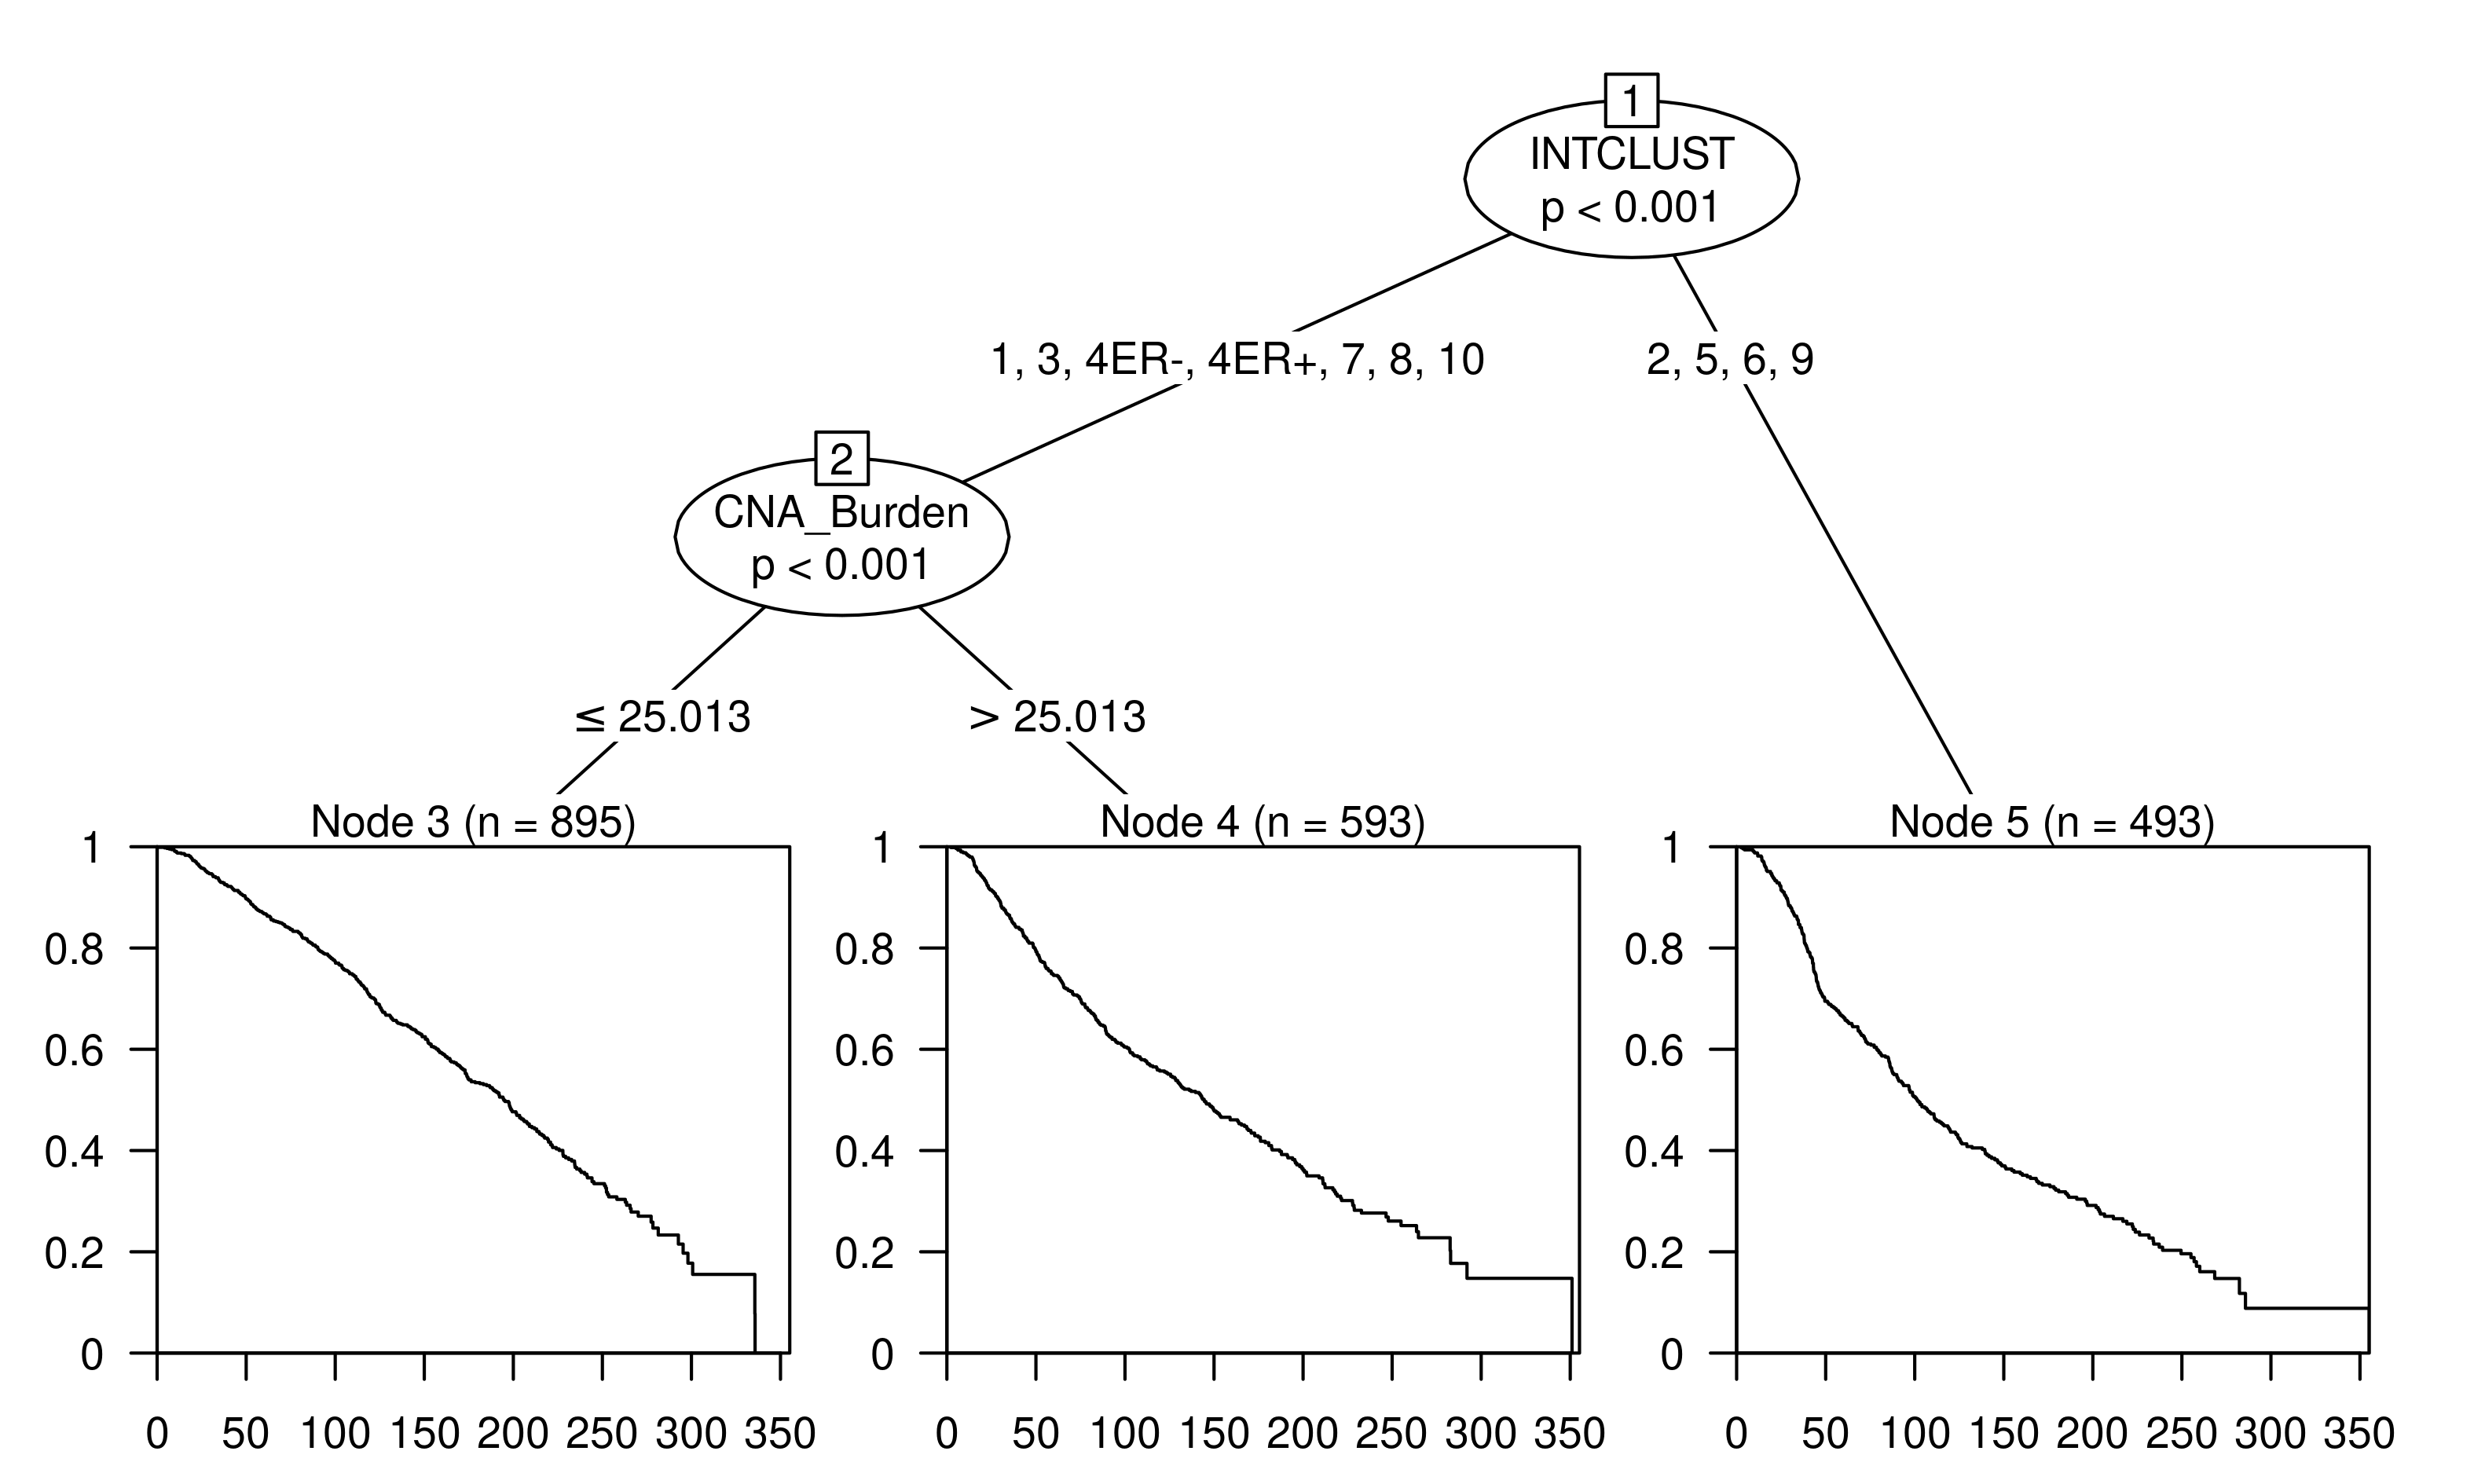 1
INTCLUST
p < 0.001
1, 3, 4ER-, 4ER+, 7, 8, 10
2, 5, 6, 9
2
CNA_Burden
p < 0.001
≤ 25.013
> 25.013
Node 3 (n = 895)
1
0.8
0.6
0.4
0.2
0
0 50 100 150 200 250 300 350
Node 4 (n = 593)
1
0.8
0.6
0.4
0.2
0
0 50 100 150 200 250 300 350
Node 5 (n = 493)
1
0.8
0.6
0.4
0.2
0
0 50 100 150 200 250 300 350